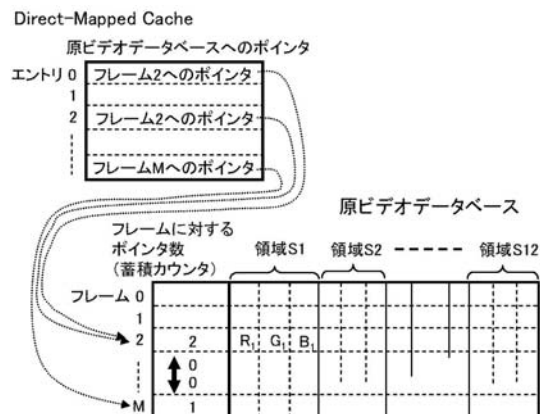 Direct-Mapped Cache
原ビデオデータベースへのポインタ
エントリ 0 フレーム2へのポインタ
1
2 フレーム2へのポインタ
フレームMへのポインタ
原ビデオデータベース
フレームに対する
ポインタ数
(蓄積カウンタ)
領域S1 領域S2 領域S12
フレーム 0
1
2 2 R1 G1 B1
0
0
M 1